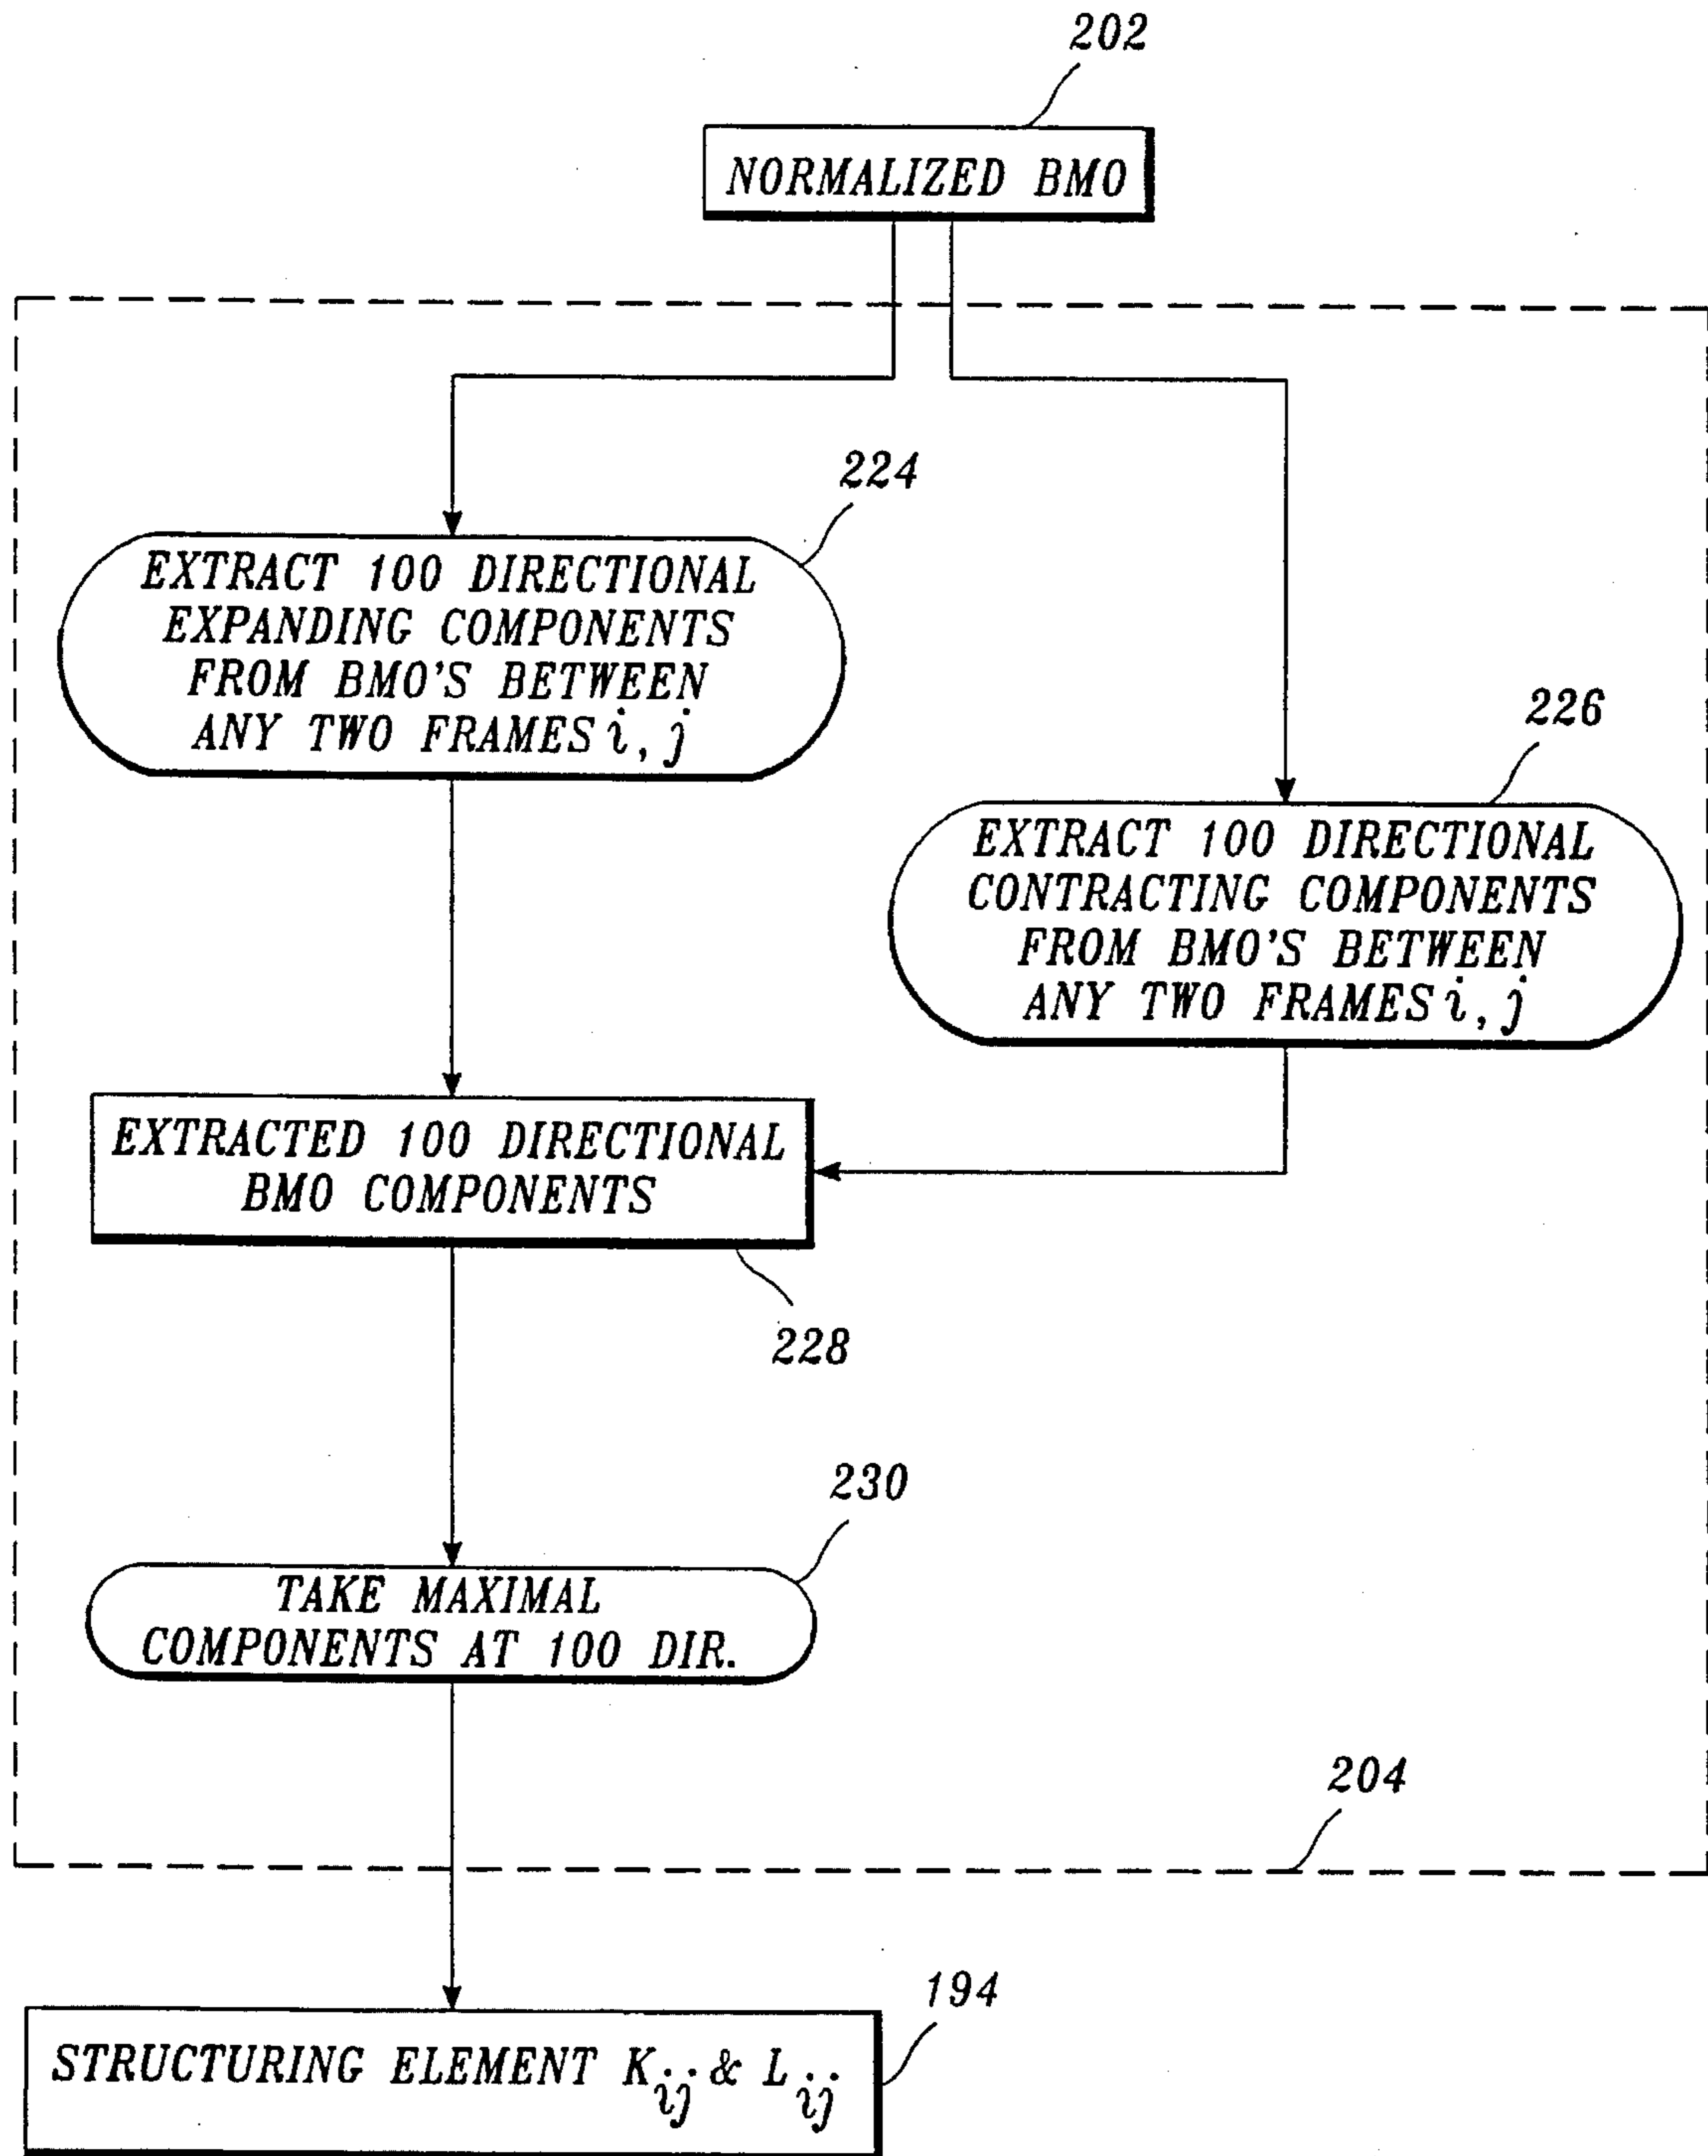 202
NORMALIZED BMO
224
EXTRACT 100 DIRECTIONAL
EXPANDING COMPONENTS
FROM BMO'S BETWEEN
ANY TWO FRAMES i, j
226
EXTRACT 100 DIRECTIONAL
CONTRACTING COMPONENTS
FROM BMO'S BETWEEN
ANY TWO FRAMES i, j
EXTRACTED 100 DIRECTIONAL
BMO COMPONENTS
228
230
TAKE MAXIMAL
COMPONENTS AT 100 DIR.
204
194
STRUCTURING ELEMENT K_ij & L_ij